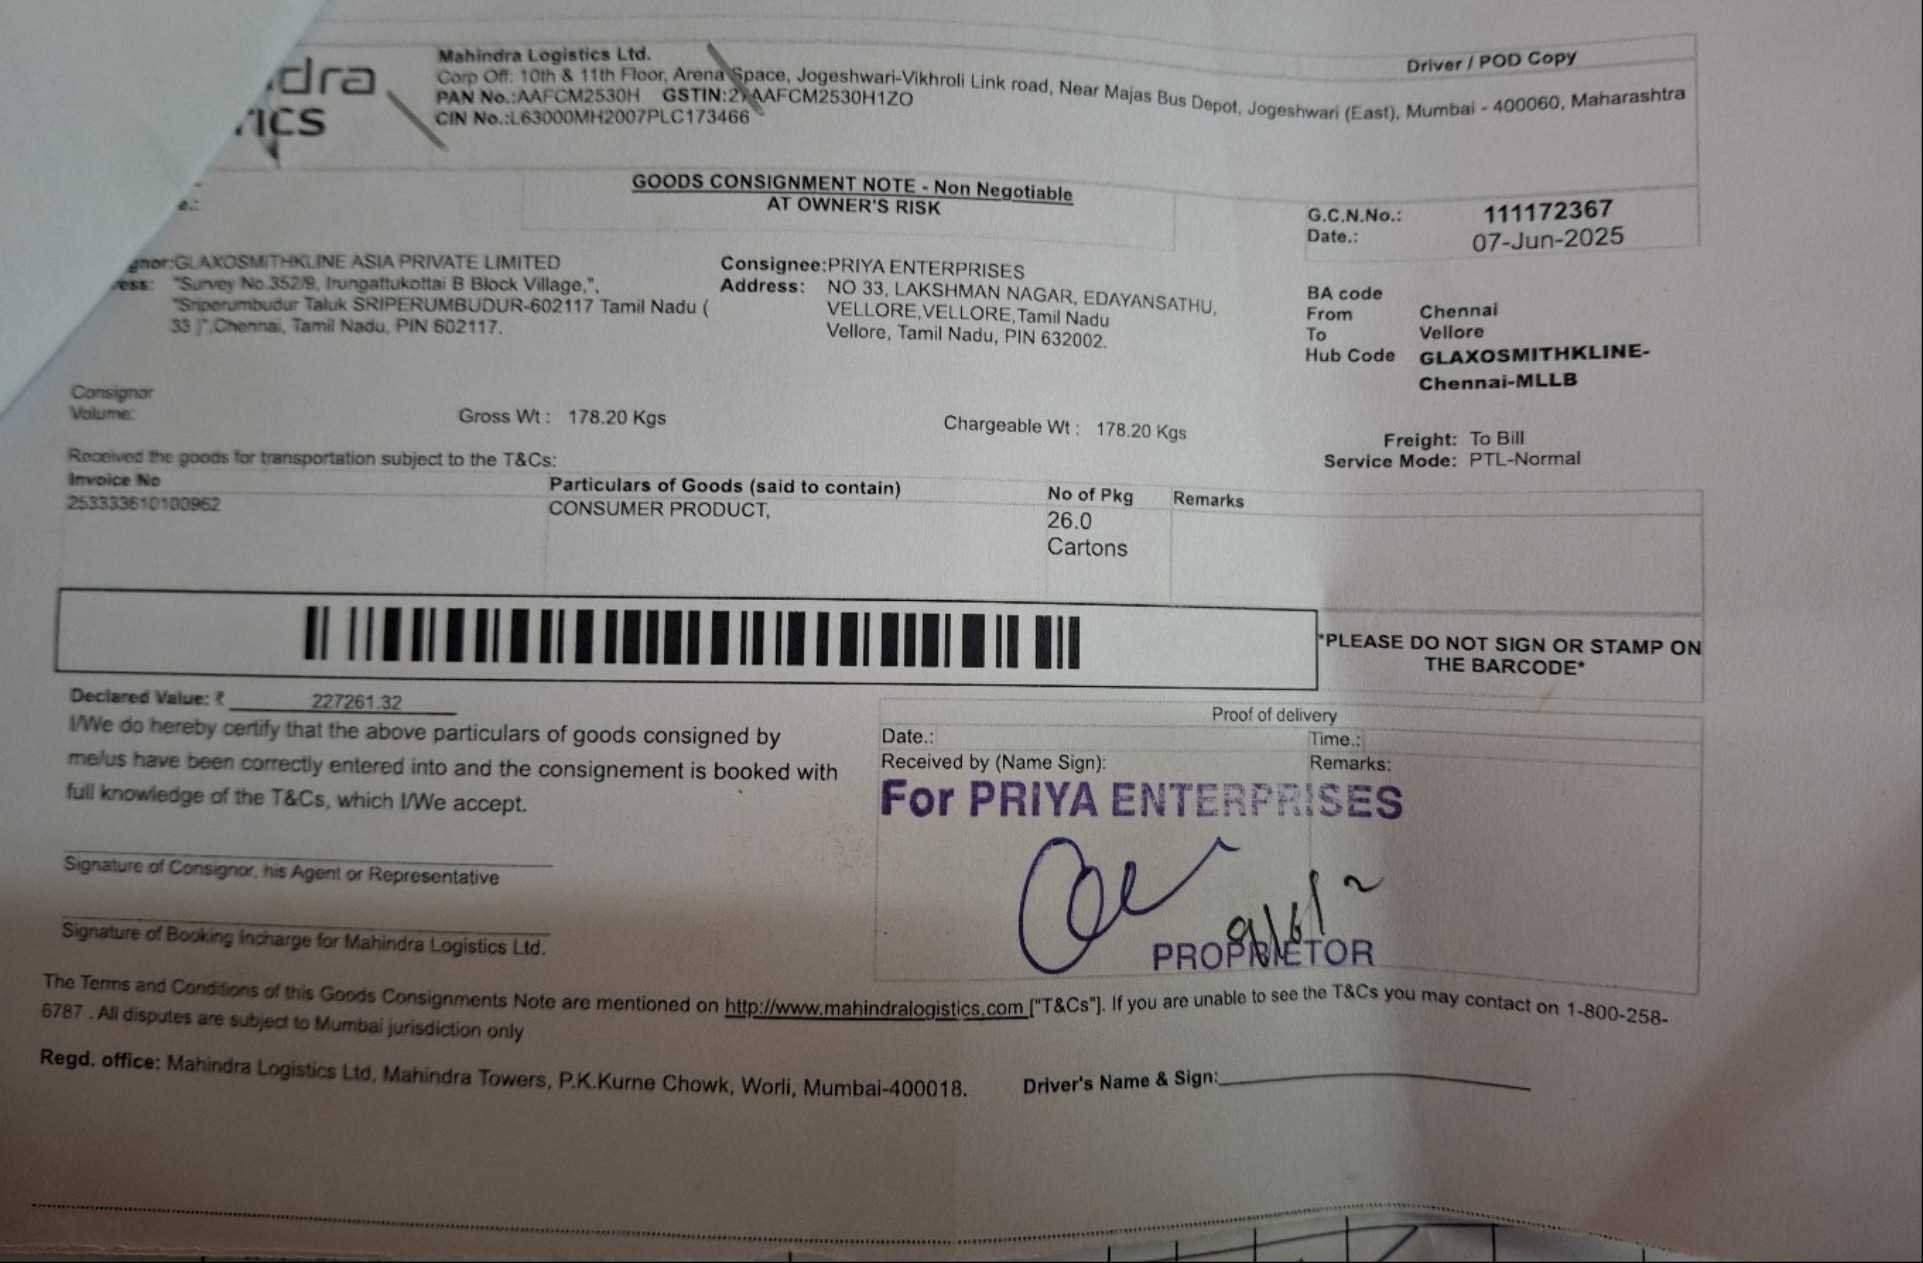 Mahindra Logistics Ltd.
Driver / POD Copy
Corp Off: 10th & 11th Floor, Arena Space, Jogeshwari-Vikhroli Link road, Near Majas Bus Depot, Jogeshwari (East), Mumbai - 400060, Maharashtra
PAN No.:AAFCM2530H GSTIN:27AAFCM2530H1ZO
CIN No.:L63000MH2007PLC173466
GOODS CONSIGNMENT NOTE - Non Negotiable
AT OWNER'S RISK
G.C.N.No.: 111172367
Date.: 07-Jun-2025
gnor:GLAXOSMITHKLINE ASIA PRIVATE LIMITED
ress: "Survey No.352/9, Irungattukottai B Block Village,",
"Sriperumbudur Taluk SRIPERUMBUDUR-602117 Tamil Nadu (
33 )",Chennai, Tamil Nadu, PIN 602117.
Consignee:PRIYA ENTERPRISES
Address: NO 33, LAKSHMAN NAGAR, EDAYANSATHU,
VELLORE,VELLORE,Tamil Nadu
Vellore, Tamil Nadu, PIN 632002.
BA code
From Chennai
To Vellore
Hub Code GLAXOSMITHKLINE-
Chennai-MLLB
Consignor
Volume:
Gross Wt : 178.20 Kgs
Chargeable Wt : 178.20 Kgs
Freight: To Bill
Service Mode: PTL-Normal
Received the goods for transportation subject to the T&Cs:
Invoice No Particulars of Goods (said to contain) No of Pkg Remarks
253333610100962 CONSUMER PRODUCT, 26.0
Cartons
*PLEASE DO NOT SIGN OR STAMP ON
THE BARCODE*
Declared Value: ₹ 227261.32
I/We do hereby certify that the above particulars of goods consigned by
me/us have been correctly entered into and the consignement is booked with
full knowledge of the T&Cs, which I/We accept.
Signature of Consignor, his Agent or Representative
Signature of Booking Incharge for Mahindra Logistics Ltd.
Proof of delivery
Date.: Time.:
Received by (Name Sign): Remarks:
For PRIYA ENTERPRISES
PROPRIETOR
The Terms and Conditions of this Goods Consignments Note are mentioned on http://www.mahindralogistics.com ["T&Cs"]. If you are unable to see the T&Cs you may contact on 1-800-258-
6787 . All disputes are subject to Mumbai jurisdiction only
Regd. office: Mahindra Logistics Ltd, Mahindra Towers, P.K.Kurne Chowk, Worli, Mumbai-400018.
Driver's Name & Sign: